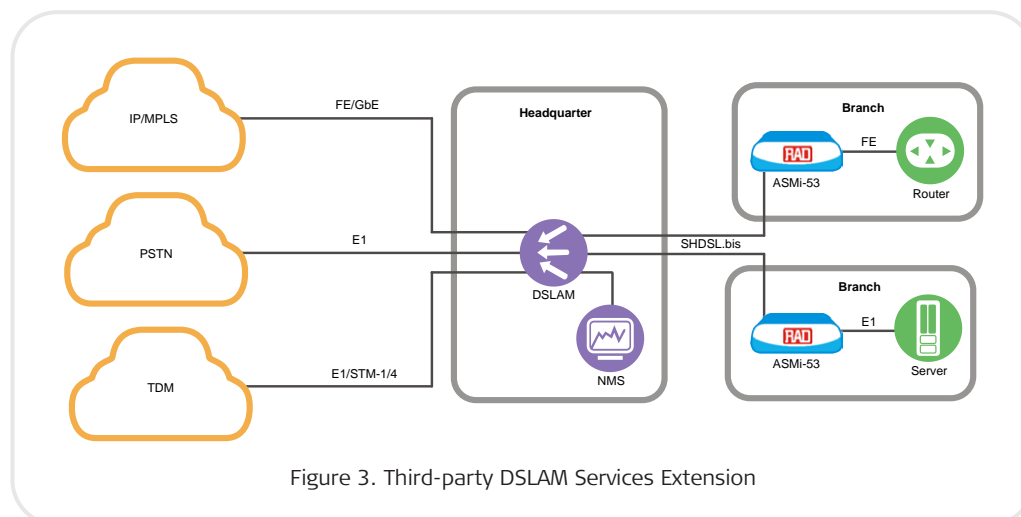 IP/MPLS
FE/GbE
Headquarter
Branch
RAD
FE
ASMi-53
Router
PSTN
E1
DSLAM
SHDSL.bis
Branch
RAD
E1
ASMi-53
Server
TDM
E1/STM-1/4
NMS
Figure 3. Third-party DSLAM Services Extension